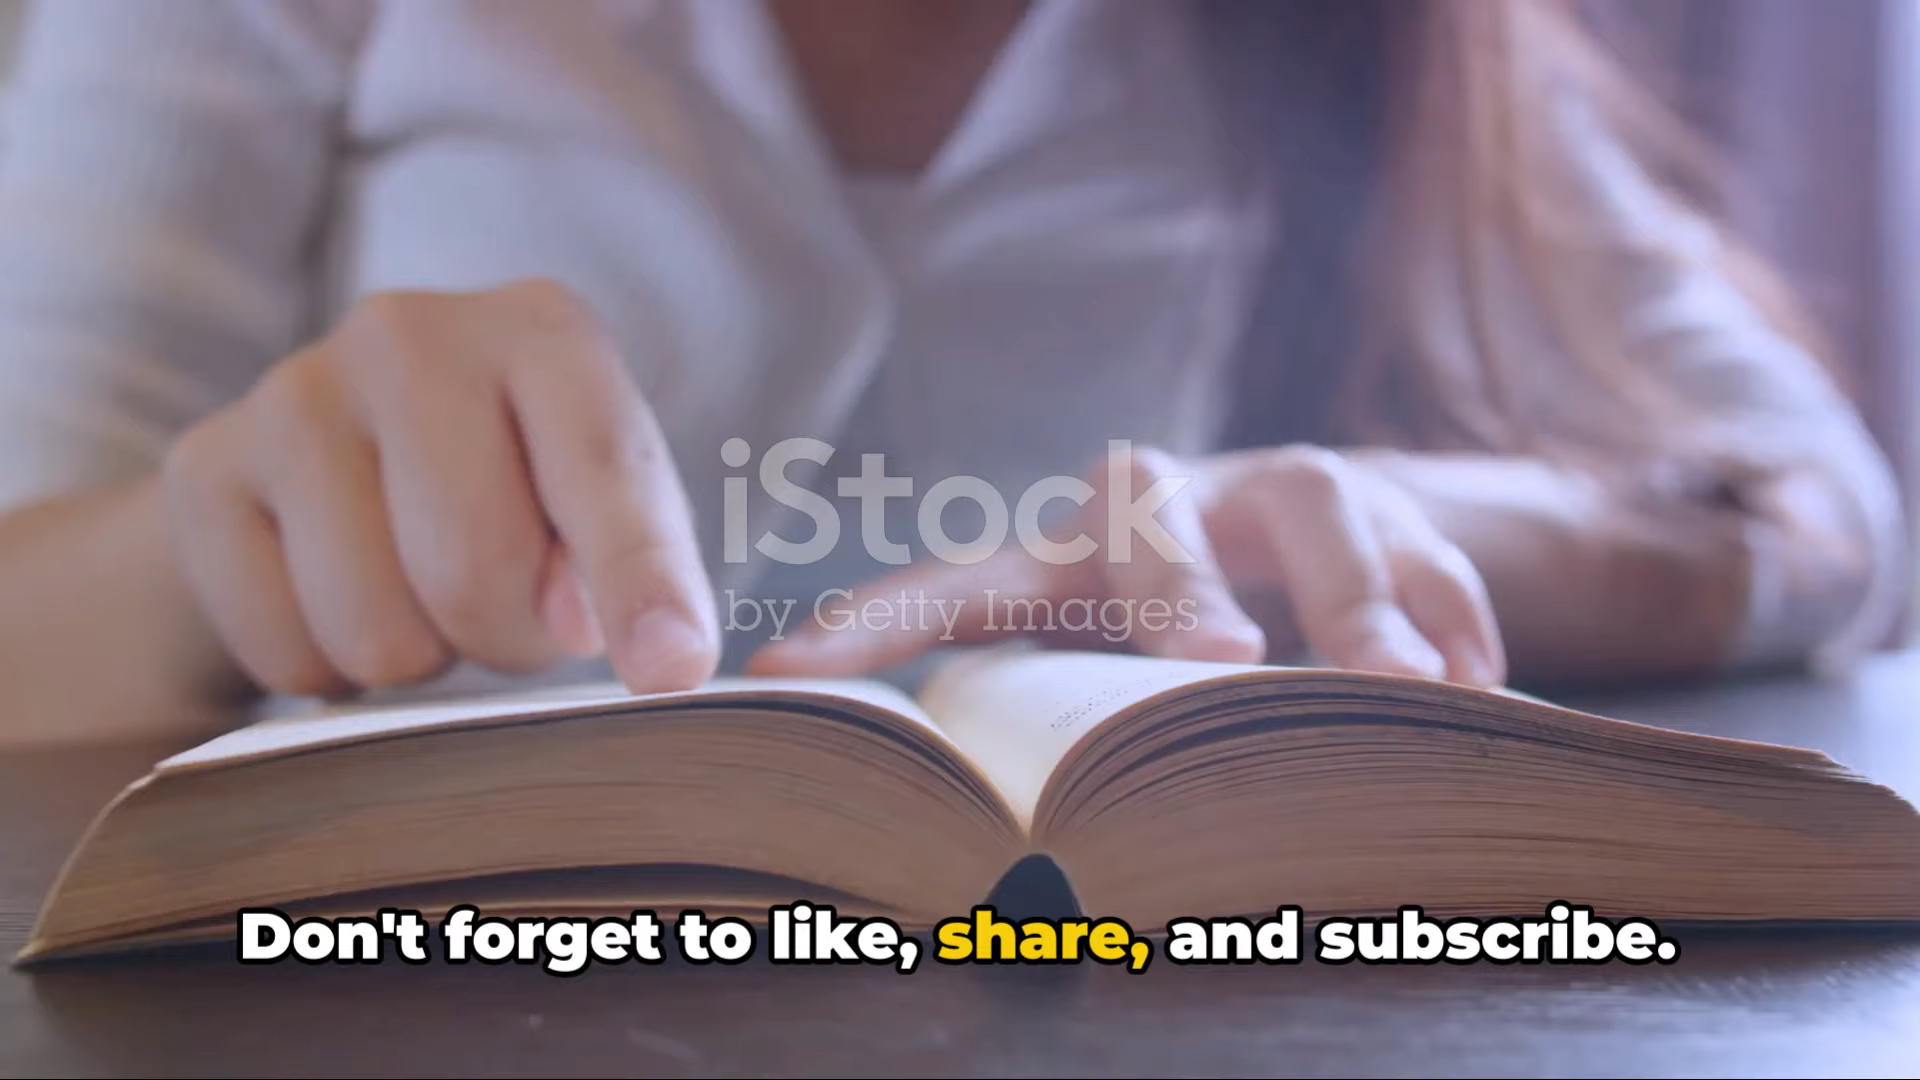 iStock
by Getty Images
Don't forget to like, share, and subscribe.